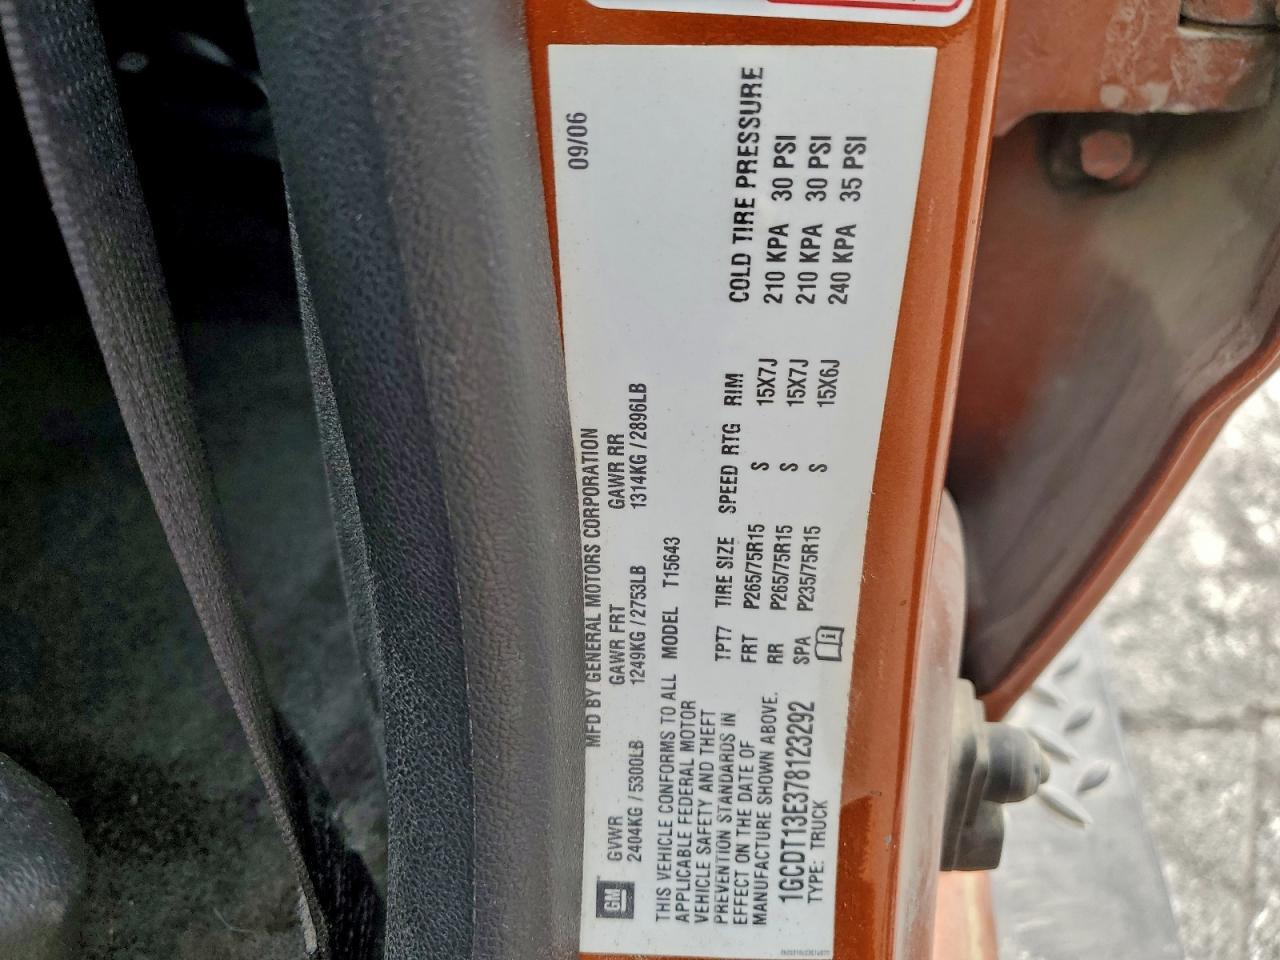 MFD BY GENERAL MOTORS CORPORATION
09/06
GM
GVWR GAWR FRT GAWR RR
2404KG / 5300LB 1249KG / 2753LB 1314KG / 2896LB
THIS VEHICLE CONFORMS TO ALL
APPLICABLE FEDERAL MOTOR
VEHICLE SAFETY AND THEFT
PREVENTION STANDARDS IN
EFFECT ON THE DATE OF
MANUFACTURE SHOWN ABOVE.
1GCDT13E378123292
TYPE: TRUCK
MODEL T15643
TPT7 TIRE SIZE SPEED RTG RIM COLD TIRE PRESSURE
FRT P265/75R15 S 15X7J 210 KPA 30 PSI
RR P265/75R15 S 15X7J 210 KPA 30 PSI
SPA P235/75R15 S 15X6J 240 KPA 35 PSI